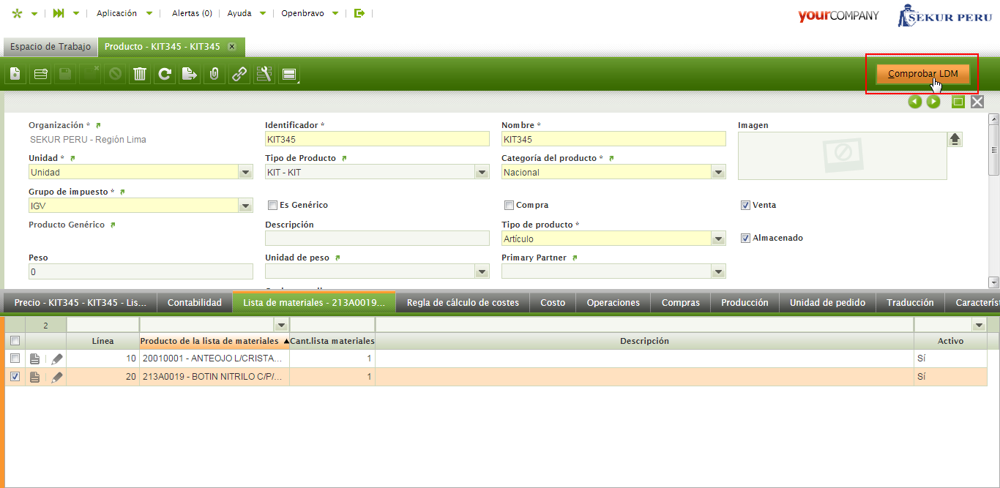 Aplicación Alertas (0) Ayuda Openbravo
yourCOMPANY SEKUR PERU
Espacio de Trabajo Producto - KIT345 - KIT345
Comprobar LDM
Organización * Identificador * Nombre * Imagen
SEKUR PERU - Región Lima KIT345 KIT345
Unidad * Tipo de Producto Categoría del producto *
Unidad KIT - KIT Nacional
Grupo de impuesto *
IGV Es Genérico Compra Venta
Producto Genérico Descripción Tipo de producto *
Artículo Almacenado
Peso Unidad de peso Primary Partner
0
Precio - KIT345 - KIT345 - Lis... Contabilidad Lista de materiales - 213A0019... Regla de cálculo de costes Costo Operaciones Compras Producción Unidad de pedido Traducción Caracterís
2
Línea Producto de la lista de materiales Cant.lista materiales Descripción Activo
10 20010001 - ANTEOJO L/CRISTA... 1 Sí
20 213A0019 - BOTIN NITRILO C/P/... 1 Sí